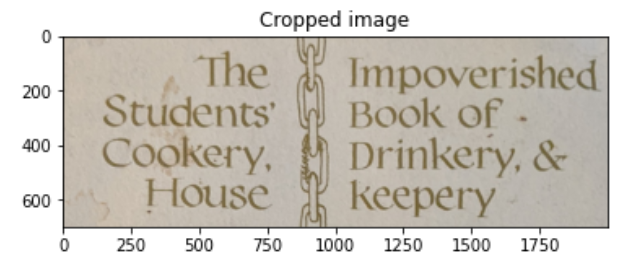 Cropped image
0
The Impoverished
200
Students' Book of
400
Cookery, Drinkery, &
600
House keepery
0 250 500 750 1000 1250 1500 1750